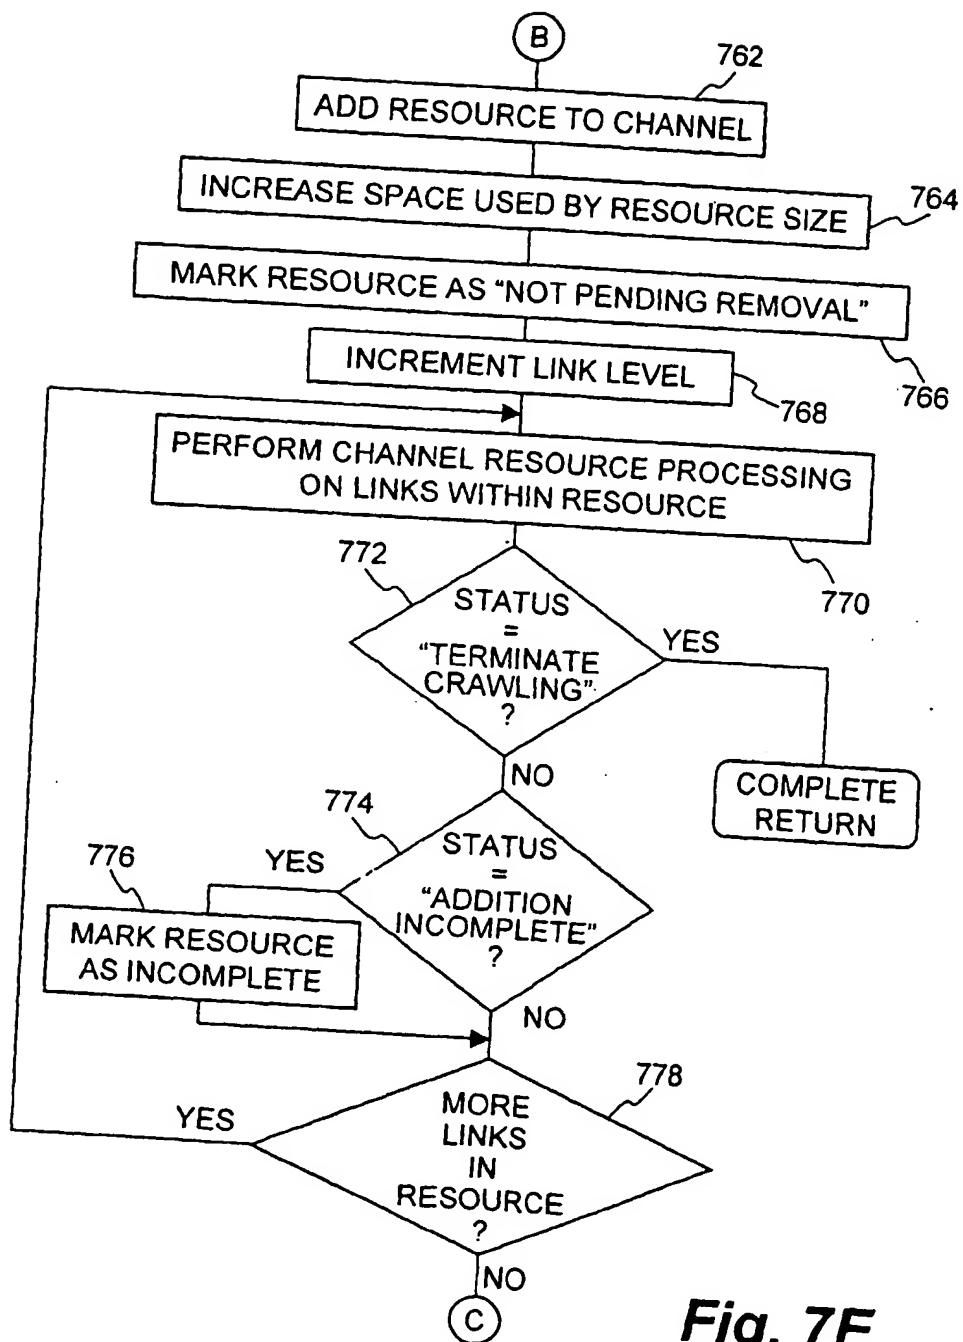 B
762
ADD RESOURCE TO CHANNEL
INCREASE SPACE USED BY RESOURCE SIZE
764
MARK RESOURCE AS “NOT PENDING REMOVAL”
766
INCREMENT LINK LEVEL
768
PERFORM CHANNEL RESOURCE PROCESSING
ON LINKS WITHIN RESOURCE
770
772
STATUS
=
“TERMINATE
CRAWLING”
?
YES
NO
COMPLETE
RETURN
774
STATUS
=
“ADDITION
INCOMPLETE”
?
YES
776
MARK RESOURCE
AS INCOMPLETE
NO
778
MORE
LINKS
IN
RESOURCE
?
YES
NO
C